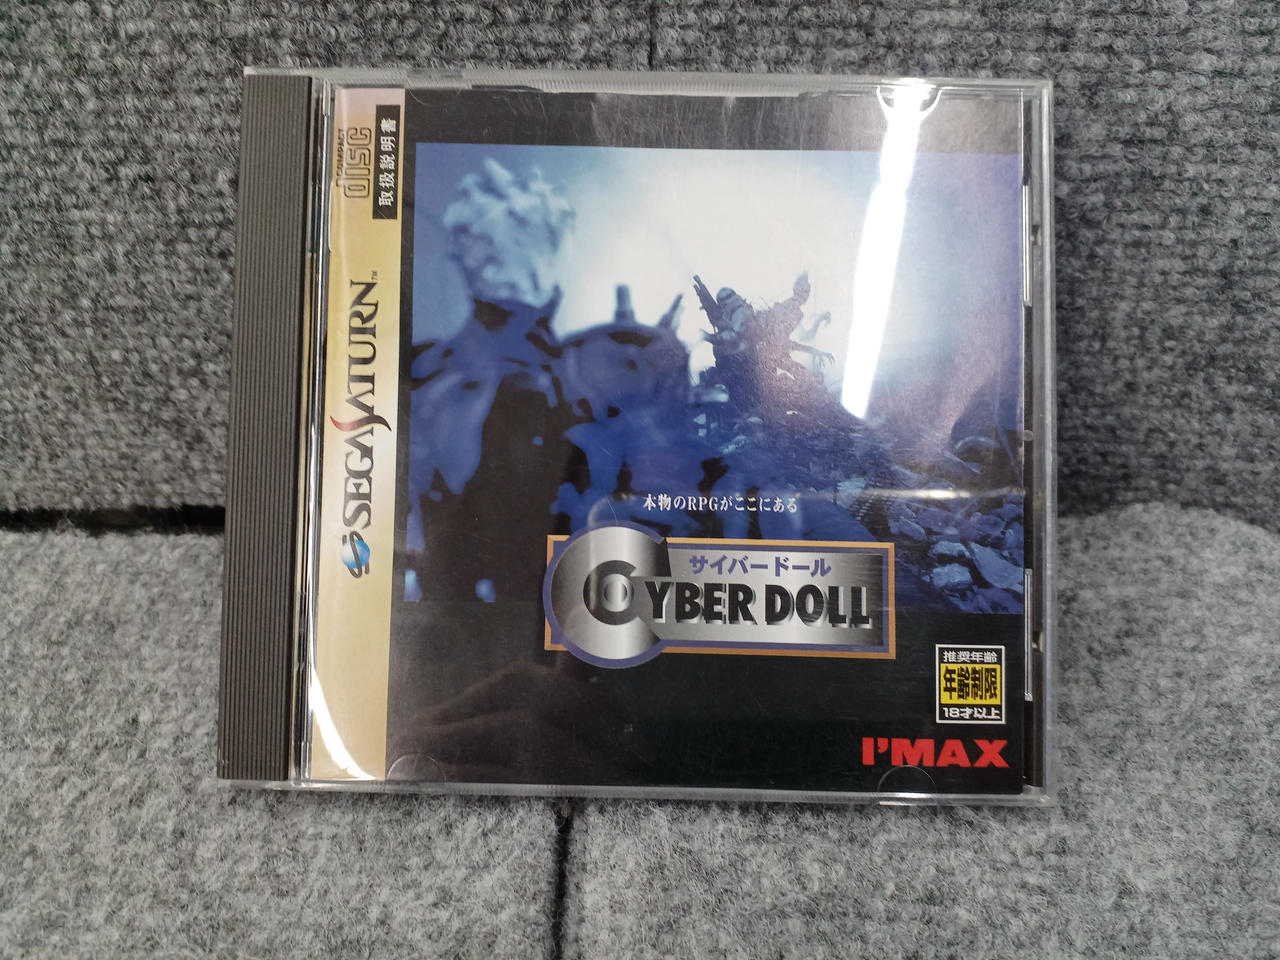 COMPACT
disc
取扱説明書
SEGA SATURN™
本物のRPGがここにある
サイバードール
CYBER DOLL
推奨年齢
年齢制限
18才以上
I'MAX